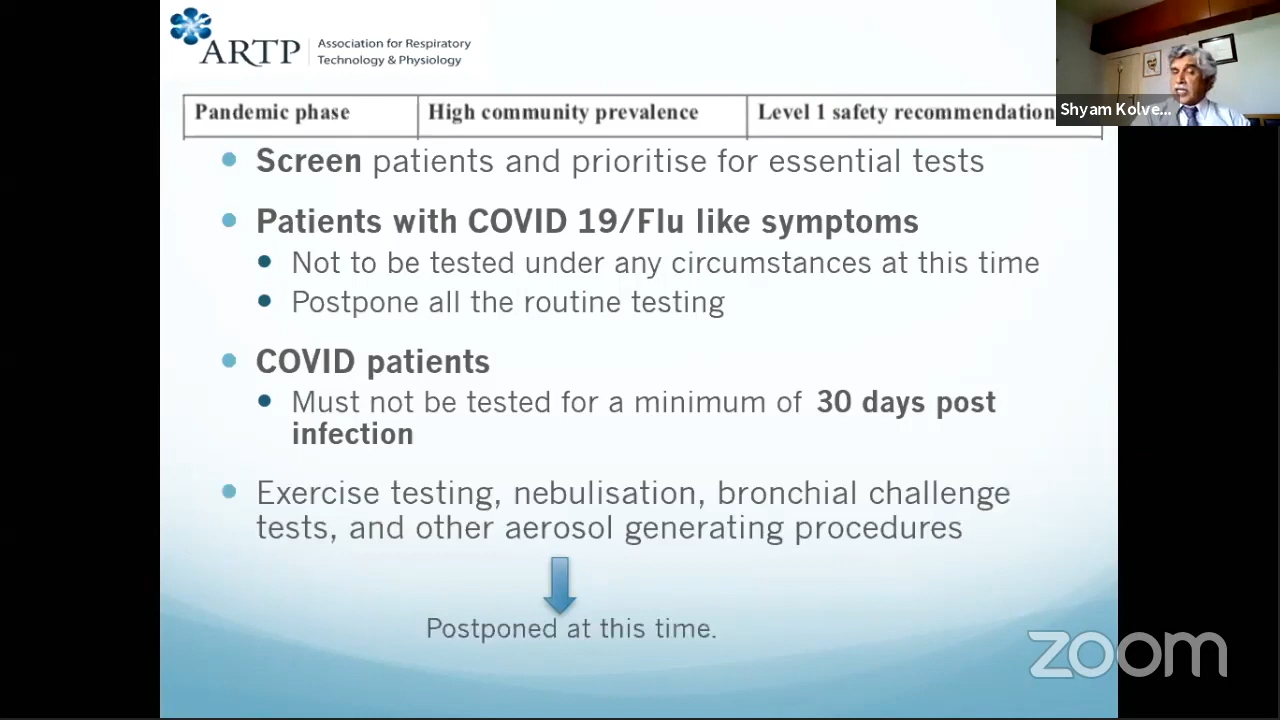 ARTP
Association for Respiratory
Technology & Physiology
Pandemic phase
High community prevalence
Level 1 safety recommendation
Shyam Kolve...
Screen patients and prioritise for essential tests
Patients with COVID 19/Flu like symptoms
Not to be tested under any circumstances at this time
Postpone all the routine testing
COVID patients
Must not be tested for a minimum of 30 days post
infection
Exercise testing, nebulisation, bronchial challenge
tests, and other aerosol generating procedures
Postponed at this time.
zoom